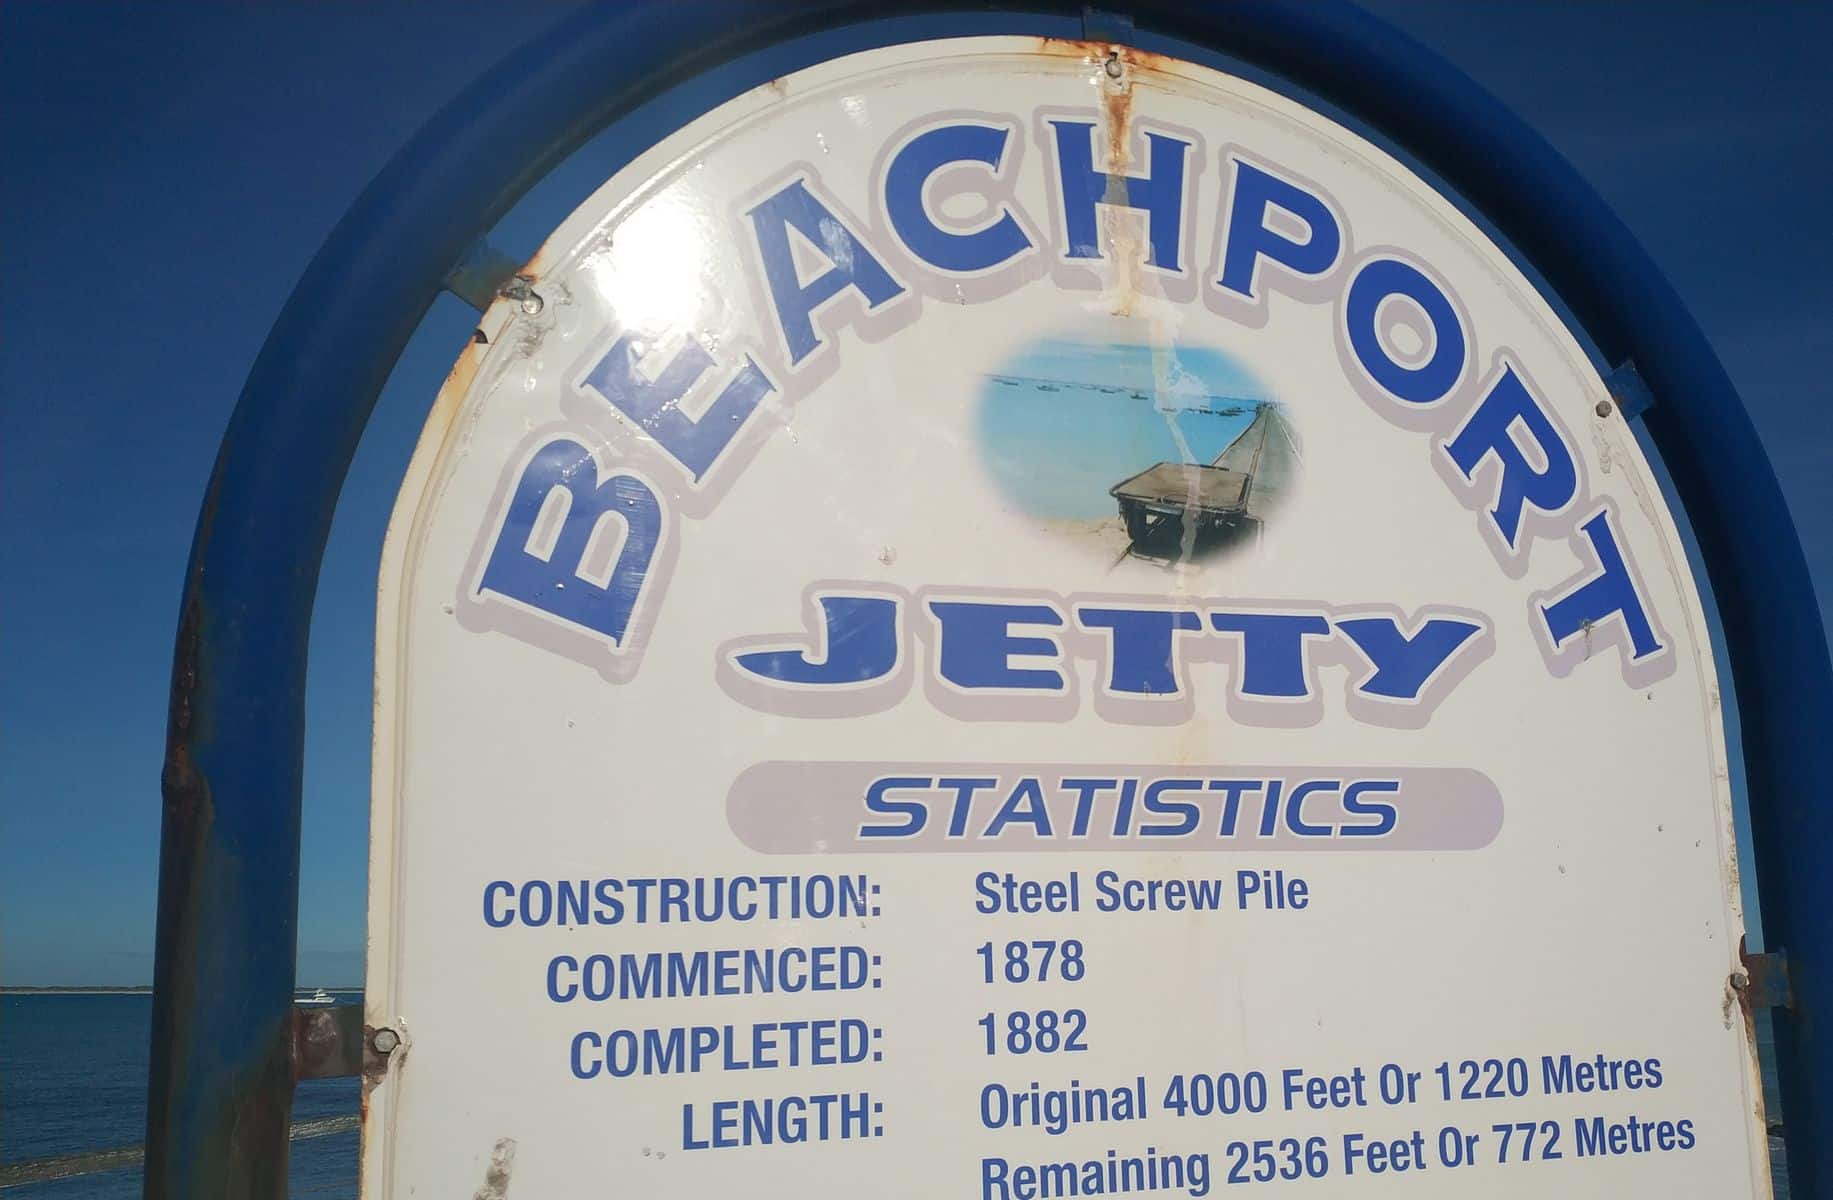 BEACHPORT
JETTY
STATISTICS
CONSTRUCTION: Steel Screw Pile
COMMENCED: 1878
COMPLETED: 1882
LENGTH: Original 4000 Feet Or 1220 Metres
Remaining 2536 Feet Or 772 Metres